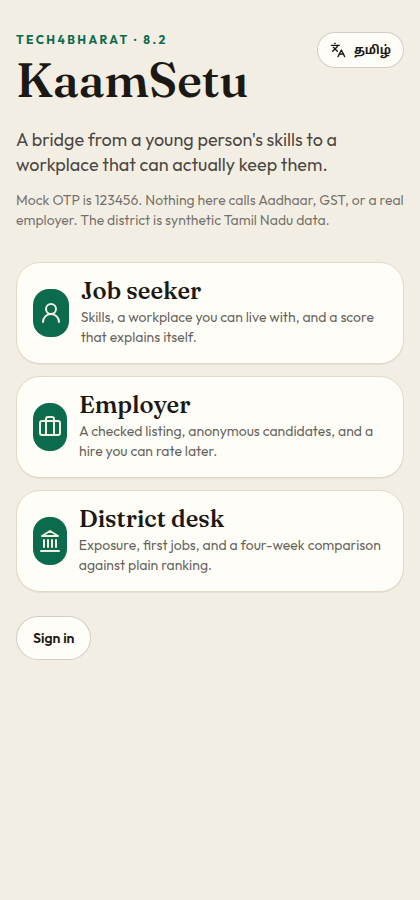 TECH4BHARAT · 8.2
தமிழ்
KaamSetu
A bridge from a young person's skills to a
workplace that can actually keep them.
Mock OTP is 123456. Nothing here calls Aadhaar, GST, or a real
employer. The district is synthetic Tamil Nadu data.
Job seeker
Skills, a workplace you can live with, and a score
that explains itself.
Employer
A checked listing, anonymous candidates, and a
hire you can rate later.
District desk
Exposure, first jobs, and a four-week comparison
against plain ranking.
Sign in